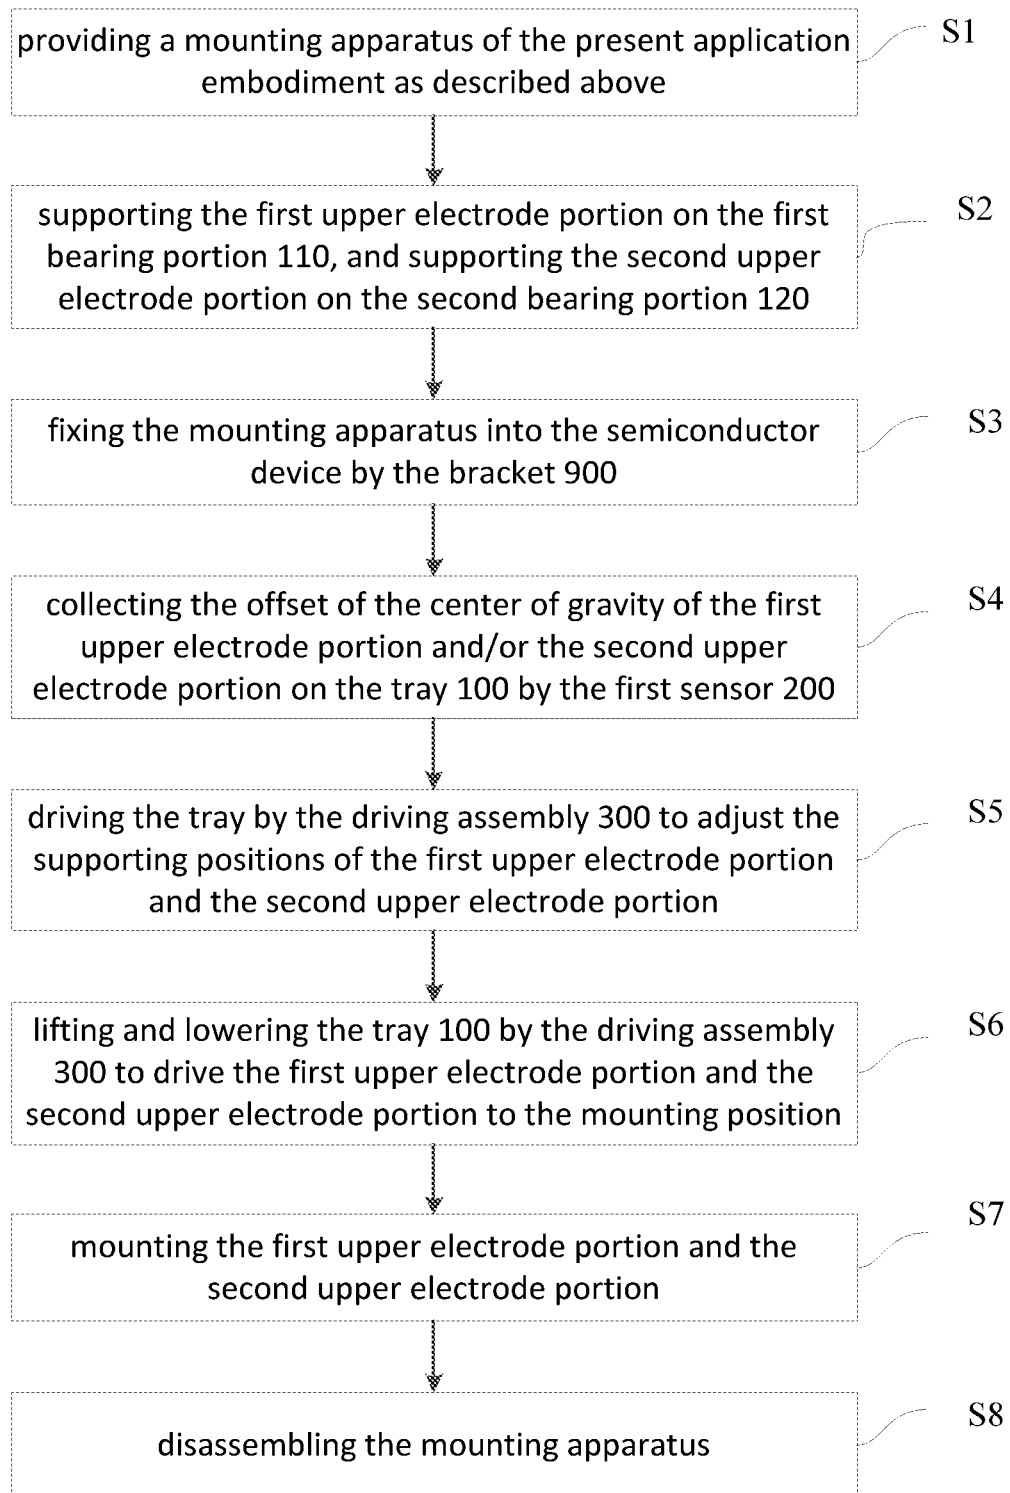 providing a mounting apparatus of the present application
embodiment as described above
S1
supporting the first upper electrode portion on the first
bearing portion 110, and supporting the second upper
electrode portion on the second bearing portion 120
S2
fixing the mounting apparatus into the semiconductor
device by the bracket 900
S3
collecting the offset of the center of gravity of the first
upper electrode portion and/or the second upper
electrode portion on the tray 100 by the first sensor 200
S4
driving the tray by the driving assembly 300 to adjust the
supporting positions of the first upper electrode portion
and the second upper electrode portion
S5
lifting and lowering the tray 100 by the driving assembly
300 to drive the first upper electrode portion and the
second upper electrode portion to the mounting position
S6
mounting the first upper electrode portion and the
second upper electrode portion
S7
disassembling the mounting apparatus
S8